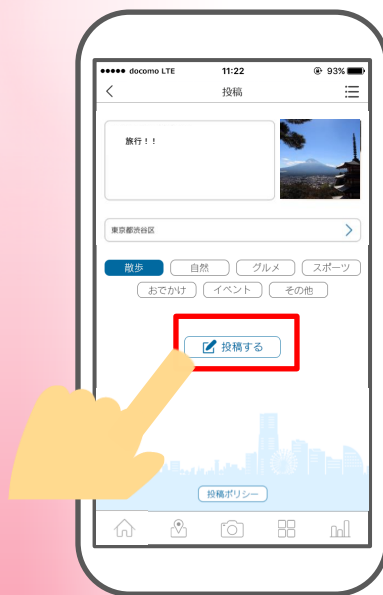 docomo LTE 11:22 93%
投稿
旅行！！
東京都渋谷区
散歩 自然 グルメ スポーツ
おでかけ イベント その他
投稿する
投稿ポリシー